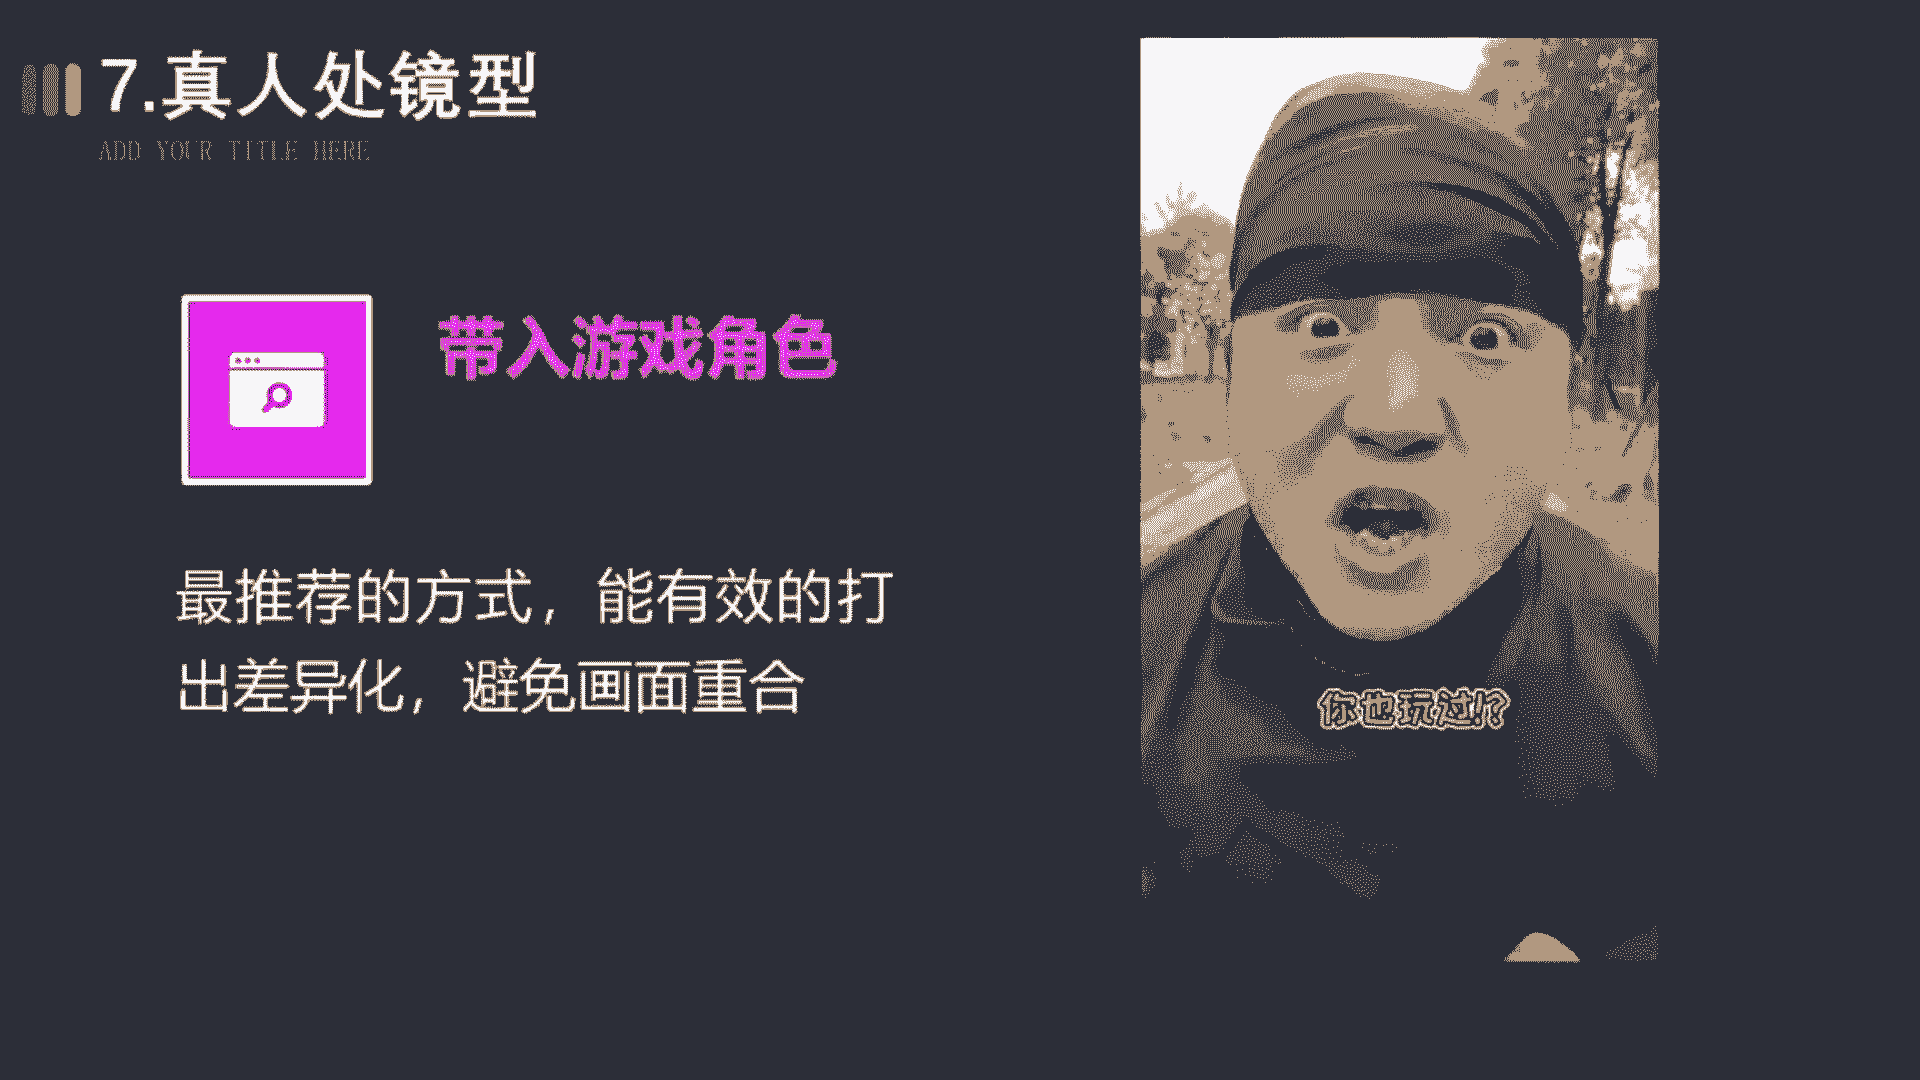 7.真人处镜型
ADD YOUR TITLE HERE
带入游戏角色
最推荐的方式，能有效的打
出差异化，避免画面重合
你也玩过!?